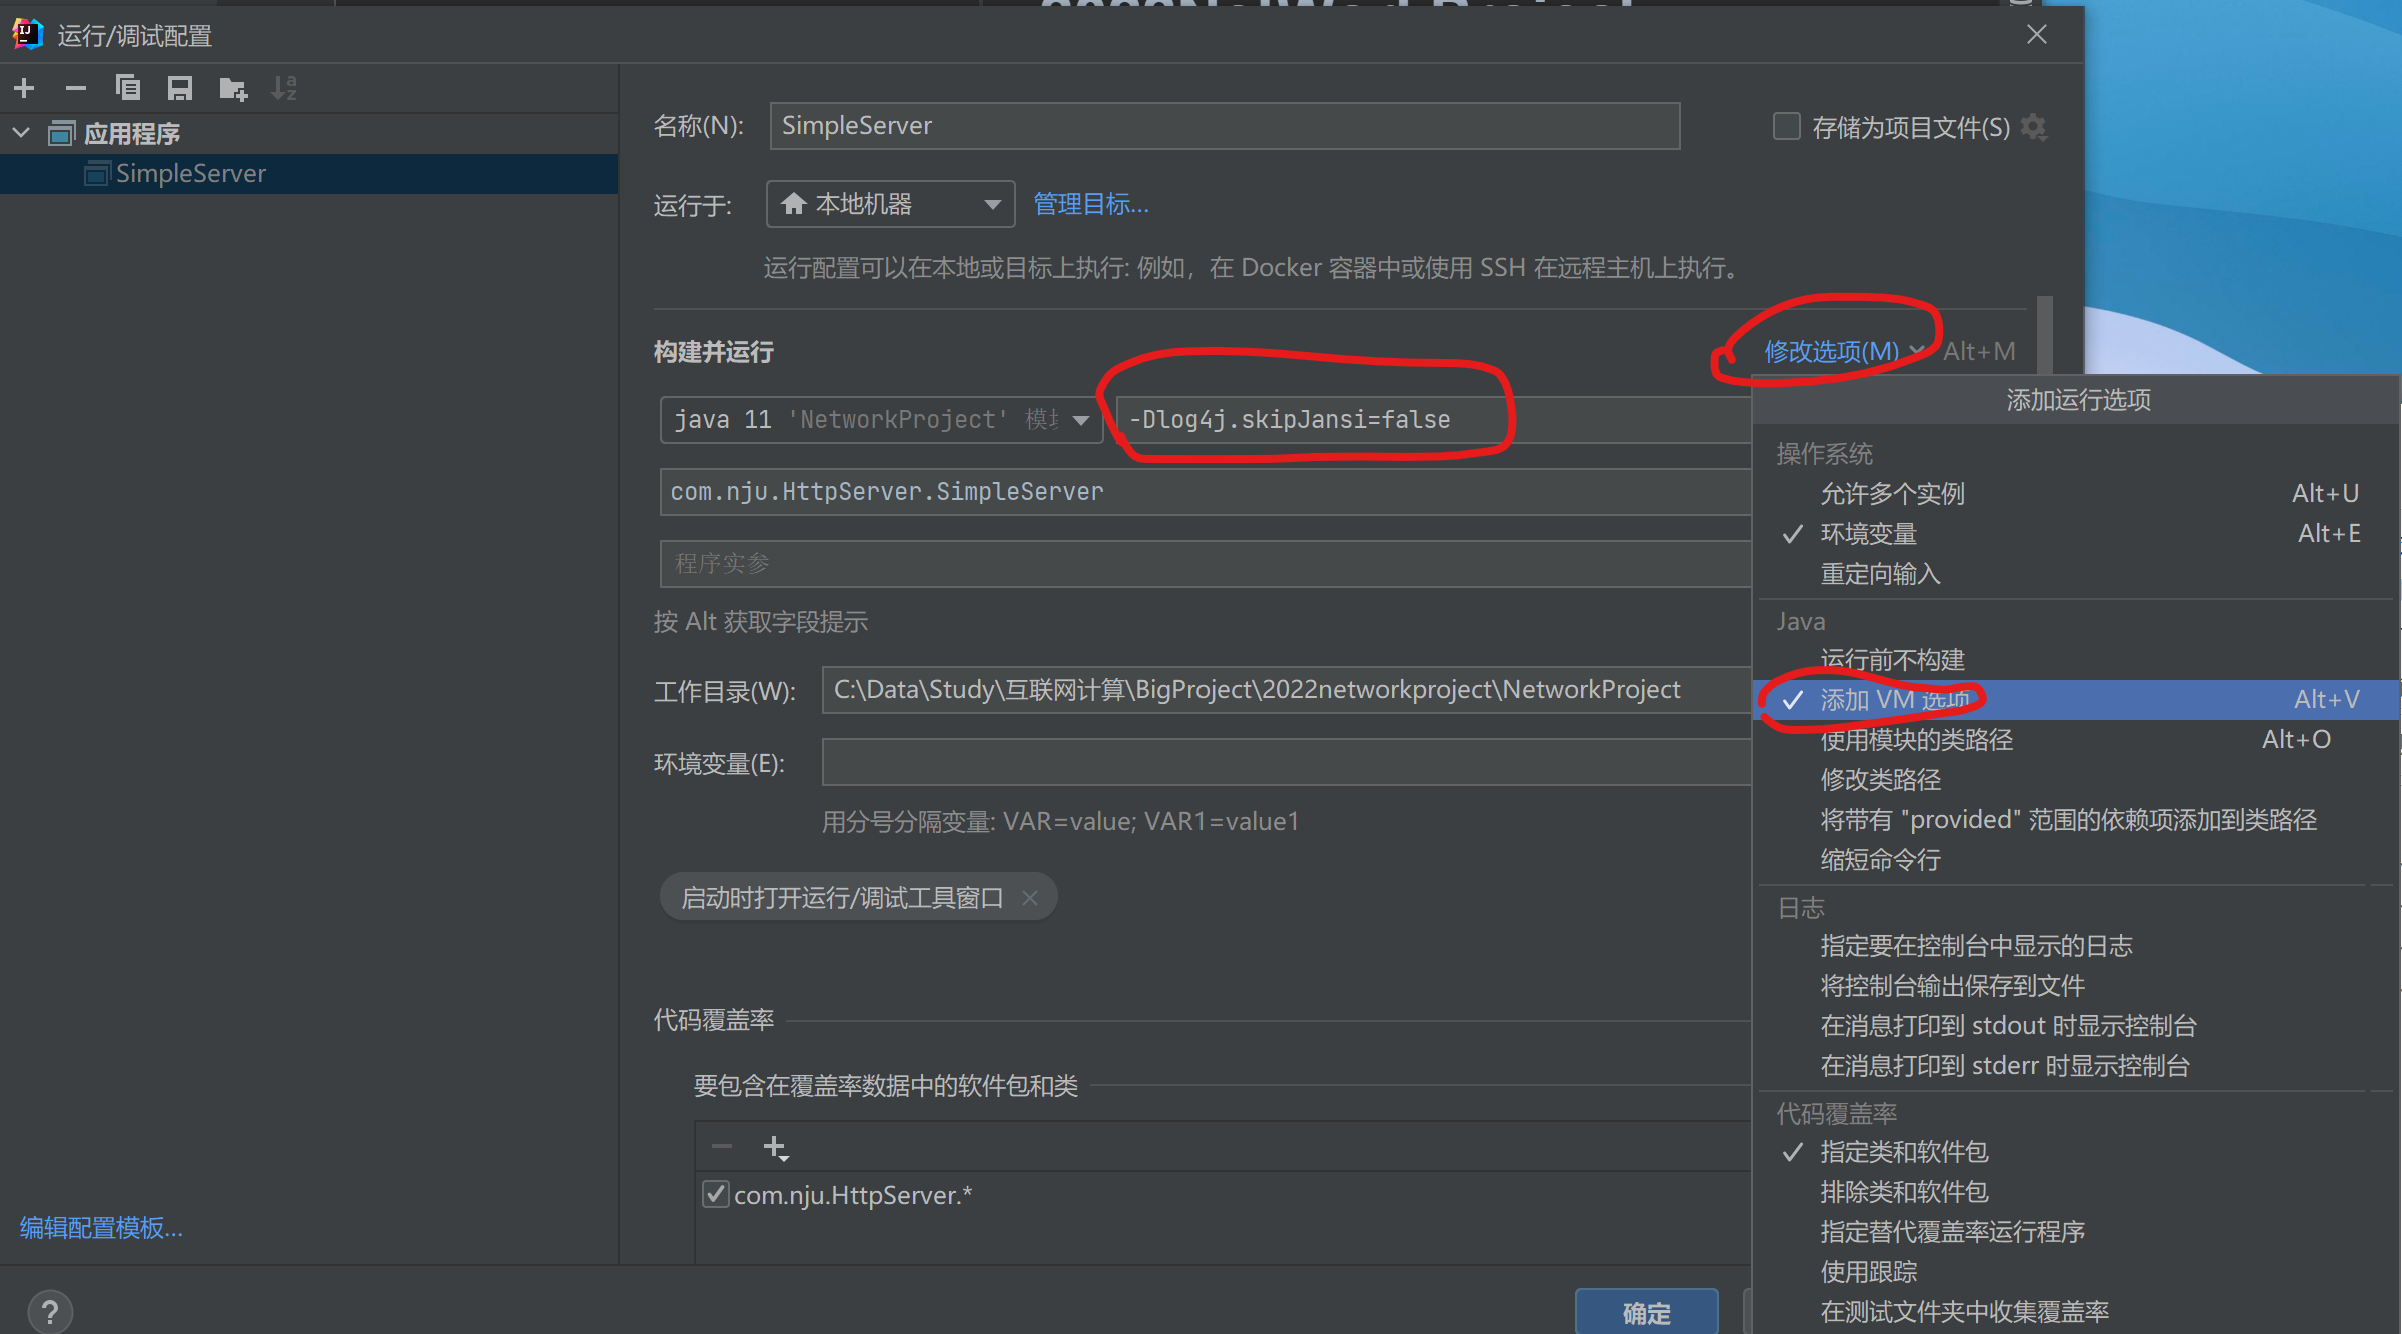 运行/调试配置
应用程序
SimpleServer
编辑配置模板...
名称(N):
SimpleServer
存储为项目文件(S)
运行于:
本地机器
管理目标...
运行配置可以在本地或目标上执行: 例如，在 Docker 容器中或使用 SSH 在远程主机上执行。
构建并运行
修改选项(M)
Alt+M
java 11 'NetworkProject' 模
-Dlog4j.skipJansi=false
com.nju.HttpServer.SimpleServer
程序实参
按 Alt 获取字段提示
工作目录(W):
C:\Data\Study\互联网计算\BigProject\2022networkproject\NetworkProject
环境变量(E):
用分号分隔变量: VAR=value; VAR1=value1
启动时打开运行/调试工具窗口
代码覆盖率
要包含在覆盖率数据中的软件包和类
com.nju.HttpServer.*
确定
添加运行选项
操作系统
允许多个实例 Alt+U
环境变量 Alt+E
重定向输入
Java
运行前不构建
添加 VM 选项 Alt+V
使用模块的类路径 Alt+O
修改类路径
将带有 "provided" 范围的依赖项添加到类路径
缩短命令行
日志
指定要在控制台中显示的日志
将控制台输出保存到文件
在消息打印到 stdout 时显示控制台
在消息打印到 stderr 时显示控制台
代码覆盖率
指定类和软件包
排除类和软件包
指定替代覆盖率运行程序
使用跟踪
在测试文件夹中收集覆盖率